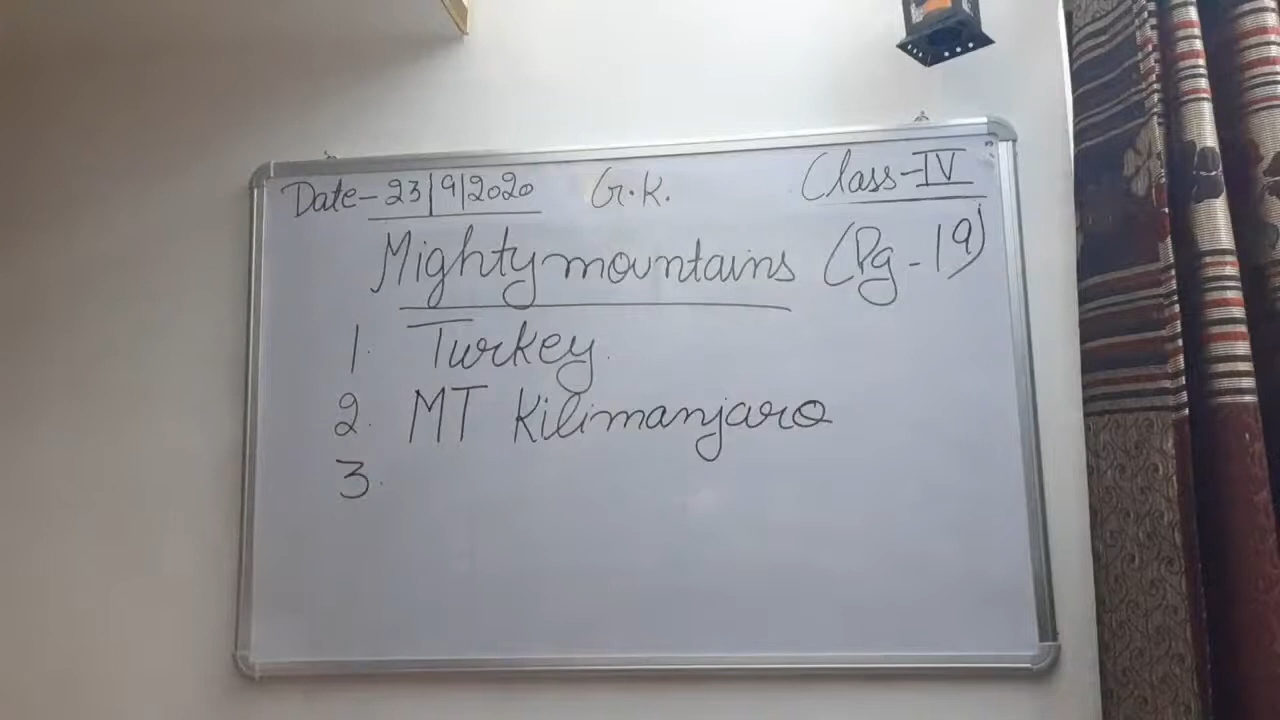 Date-23/9/2020 G.K. Class-IV
Mighty mountains (Pg-19)
1. Turkey.
2. MT Kilimanjaro
3.